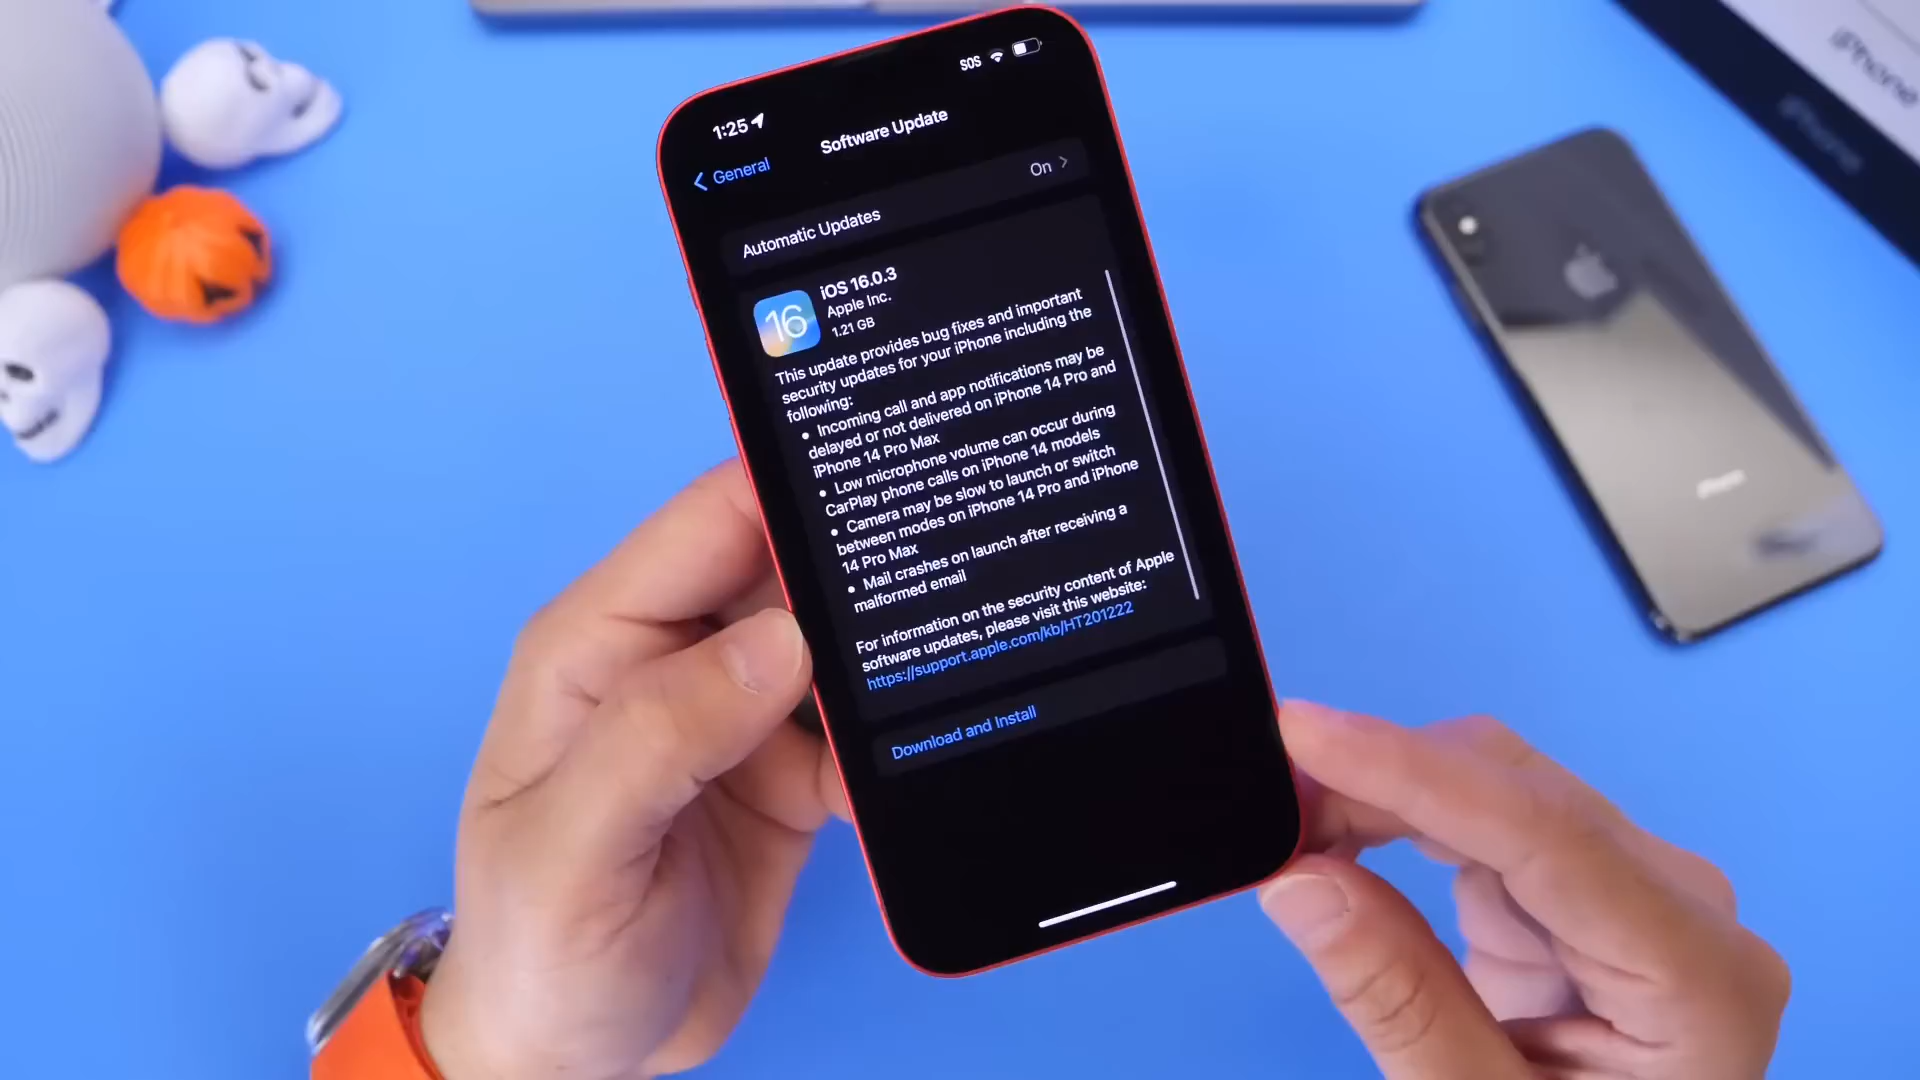 1:25
SOS
General
Software Update
Automatic Updates
On
16
iOS 16.0.3
Apple Inc.
1.21 GB
This update provides bug fixes and important
security updates for your iPhone including the
following:
• Incoming call and app notifications may be
delayed or not delivered on iPhone 14 Pro and
iPhone 14 Pro Max
• Low microphone volume can occur during
CarPlay phone calls on iPhone 14 models
• Camera may be slow to launch or switch
between modes on iPhone 14 Pro and iPhone
14 Pro Max
• Mail crashes on launch after receiving a
malformed email
For information on the security content of Apple
software updates, please visit this website:
https://support.apple.com/kb/HT201222
Download and Install
iPhone
iPhone
iPhone